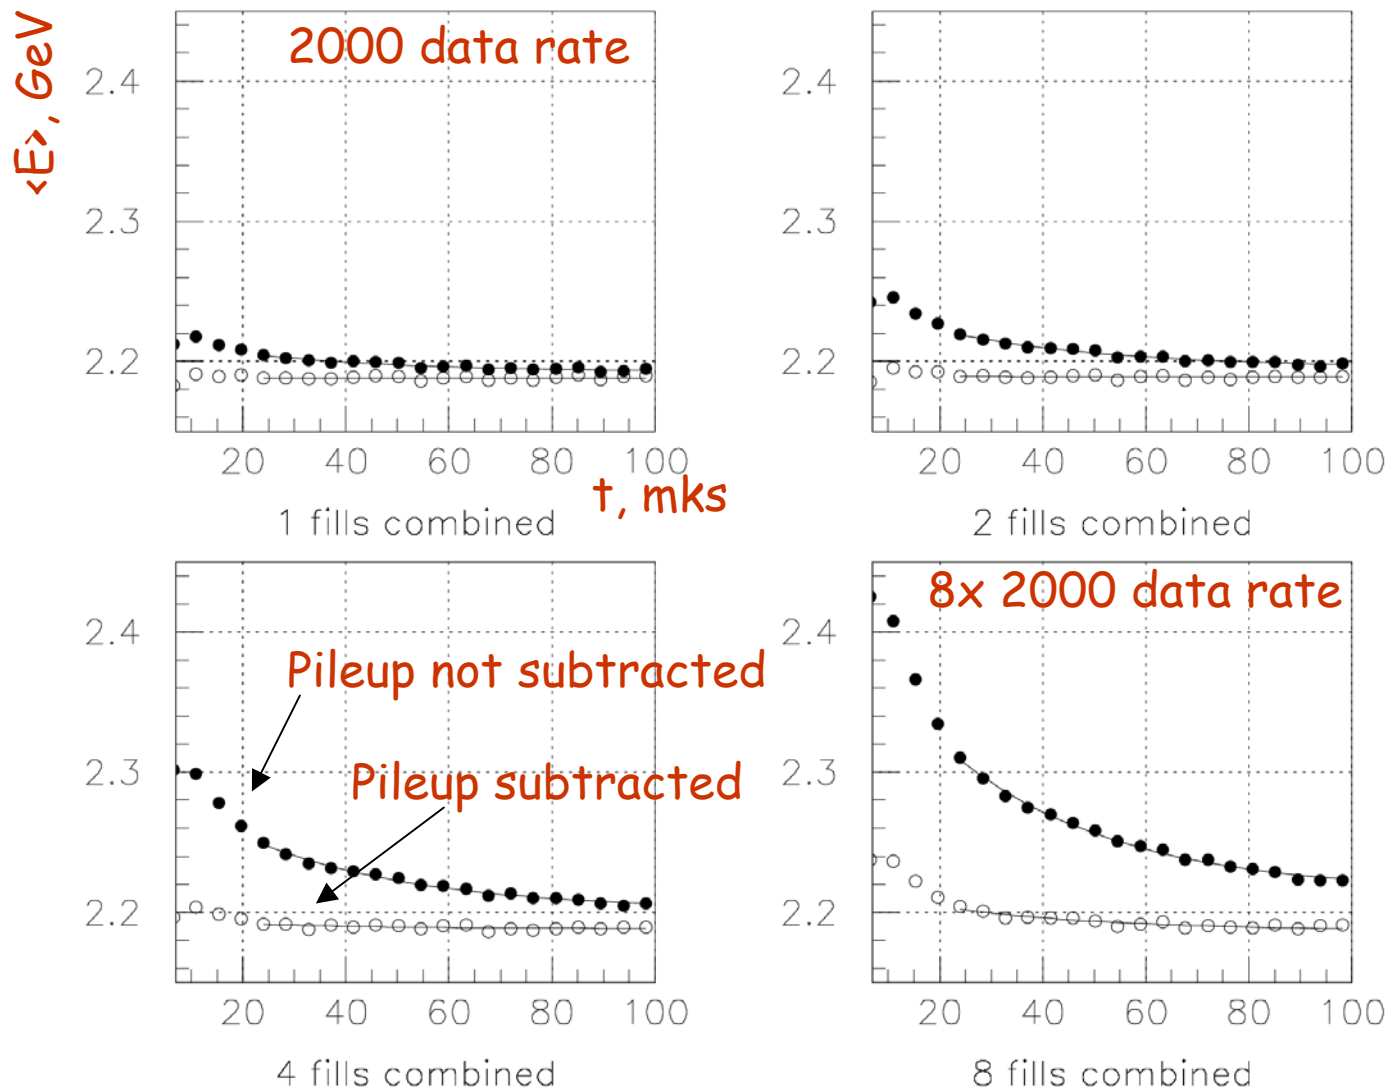 <E>, GeV
2000 data rate
2.4
2.3
2.2
20 40 60 80 100
t, mks
1 fills combined
2.4
2.3
2.2
20 40 60 80 100
2 fills combined
Pileup not subtracted
Pileup subtracted
2.4
2.3
2.2
20 40 60 80 100
4 fills combined
8x 2000 data rate
2.4
2.3
2.2
20 40 60 80 100
8 fills combined